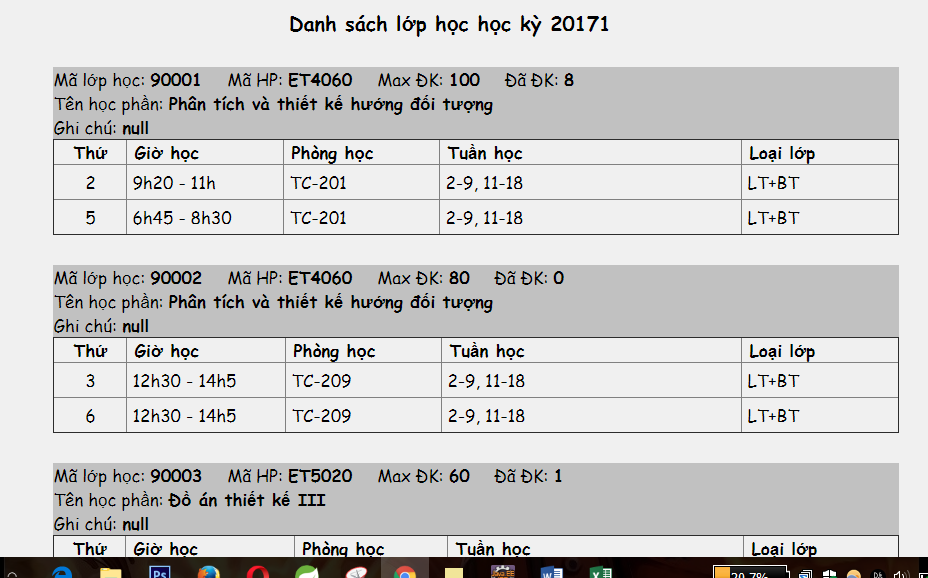 Danh sách lớp học học kỳ 20171
Mã lớp học: 90001 Mã HP: ET4060 Max ĐK: 100 Đã ĐK: 8
Tên học phần: Phân tích và thiết kế hướng đối tượng
Ghi chú: null
Thứ Giờ học Phòng học Tuần học Loại lớp
2 9h20 - 11h TC-201 2-9, 11-18 LT+BT
5 6h45 - 8h30 TC-201 2-9, 11-18 LT+BT
Mã lớp học: 90002 Mã HP: ET4060 Max ĐK: 80 Đã ĐK: 0
Tên học phần: Phân tích và thiết kế hướng đối tượng
Ghi chú: null
Thứ Giờ học Phòng học Tuần học Loại lớp
3 12h30 - 14h5 TC-209 2-9, 11-18 LT+BT
6 12h30 - 14h5 TC-209 2-9, 11-18 LT+BT
Mã lớp học: 90003 Mã HP: ET5020 Max ĐK: 60 Đã ĐK: 1
Tên học phần: Đồ án thiết kế III
Ghi chú: null
Thứ Giờ học Phòng học Tuần học Loại lớp
Ps